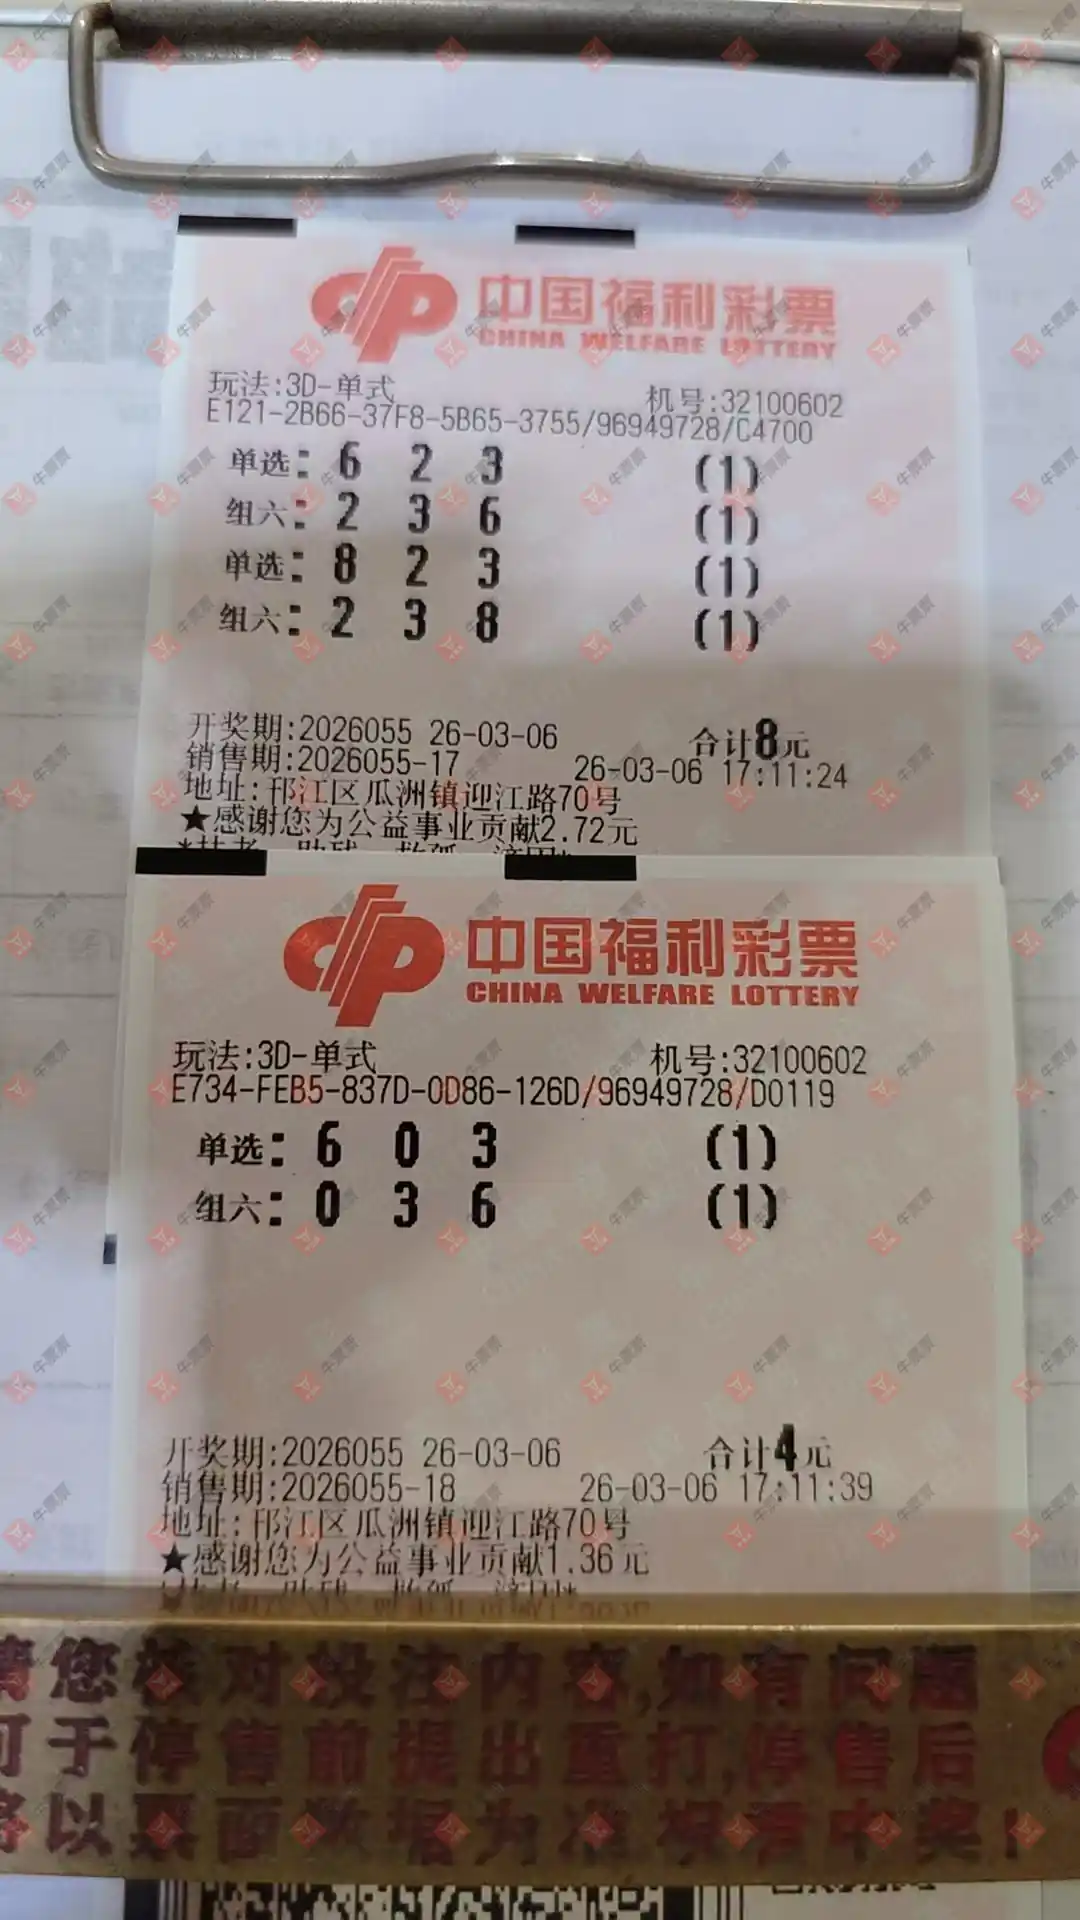 中国福利彩票
CHINA WELFARE LOTTERY
玩法:3D-单式 机号:32100602
E121-2B66-37F8-5B65-3755/96949728/C4700
单选: 6 2 3 (1)
组六: 2 3 6 (1)
单选: 8 2 3 (1)
组六: 2 3 8 (1)
开奖期:2026055 26-03-06 合计8元
销售期:2026055-17 26-03-06 17:11:24
地址:邗江区瓜洲镇迎江路70号
★感谢您为公益事业贡献2.72元
中国福利彩票
CHINA WELFARE LOTTERY
玩法:3D-单式 机号:32100602
E734-FEB5-837D-0D86-126D/96949728/D0119
单选: 6 0 3 (1)
组六: 0 3 6 (1)
开奖期:2026055 26-03-06 合计4元
销售期:2026055-18 26-03-06 17:11:39
地址:邗江区瓜洲镇迎江路70号
★感谢您为公益事业贡献1.36元
请您核对投注内容,如有问题
可于停售前提出重打,停售后
将以票面数据为准祝君中奖!
牛票票